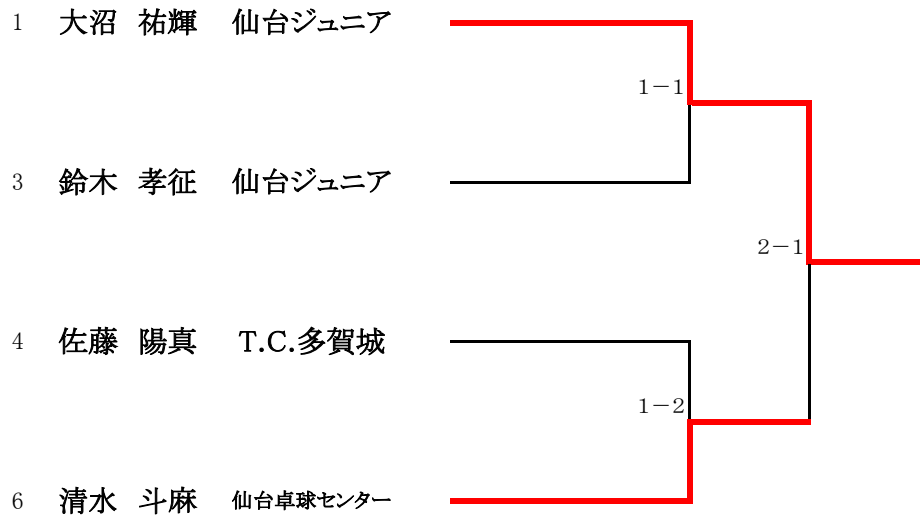 1 大沼 祐輝 仙台ジュニア
1－1
3 鈴木 孝征 仙台ジュニア
2－1
4 佐藤 陽真 T.C.多賀城
1－2
6 清水 斗麻 仙台卓球センター